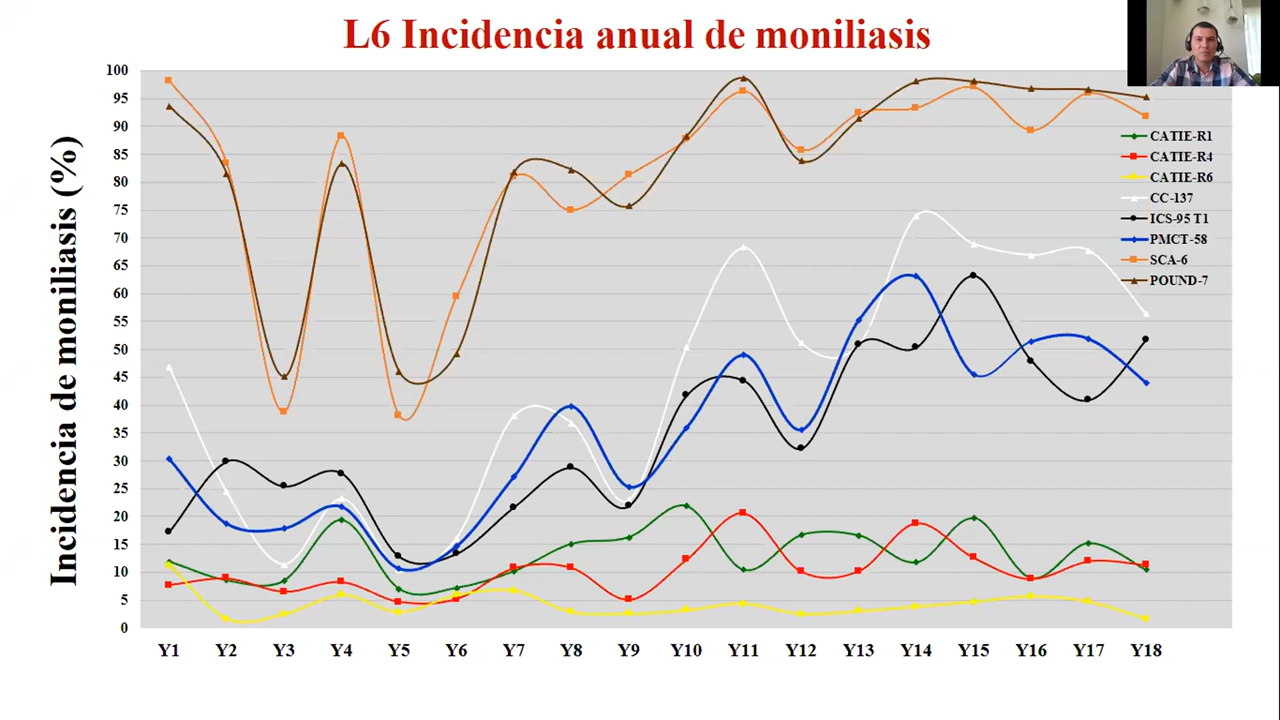 L6 Incidencia anual de moniliasis
Incidencia de moniliasis (%)
100
95
90
85
80
75
70
65
60
55
50
45
40
35
30
25
20
15
10
5
0
Y1 Y2 Y3 Y4 Y5 Y6 Y7 Y8 Y9 Y10 Y11 Y12 Y13 Y14 Y15 Y16 Y17 Y18
CATIE-R1
CATIE-R4
CATIE-R6
CC-137
ICS-95 T1
PMCT-58
SCA-6
POUND-7